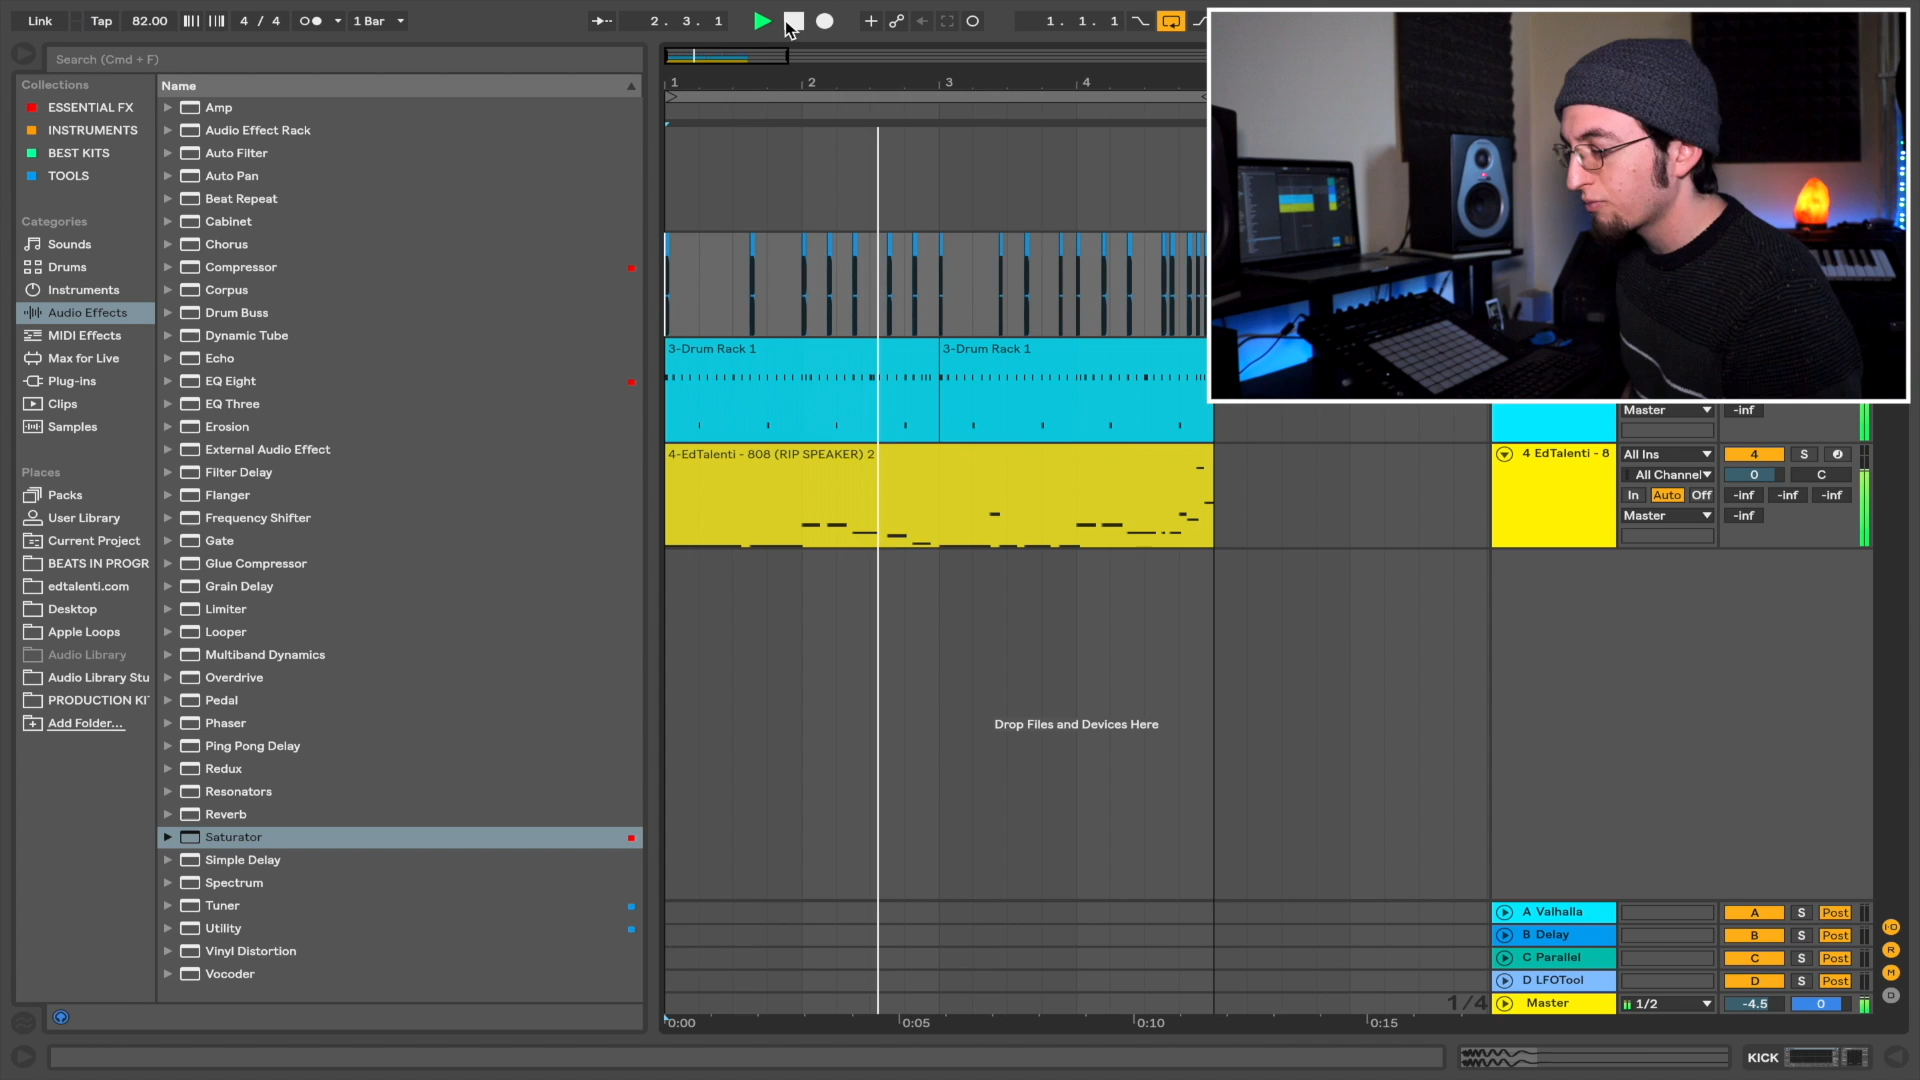 Link Tap 82.00 4 / 4 1 Bar 2. 3. 1 1. 1. 1
Search (Cmd + F)
Collections
ESSENTIAL FX
INSTRUMENTS
BEST KITS
TOOLS
Categories
Sounds
Drums
Instruments
Audio Effects
MIDI Effects
Max for Live
Plug-ins
Clips
Samples
Places
Packs
User Library
Current Project
BEATS IN PROGR
edtalenti.com
Desktop
Apple Loops
Audio Library
Audio Library Stu
PRODUCTION KI
Add Folder...
Name
Amp
Audio Effect Rack
Auto Filter
Auto Pan
Beat Repeat
Cabinet
Chorus
Compressor
Corpus
Drum Buss
Dynamic Tube
Echo
EQ Eight
EQ Three
Erosion
External Audio Effect
Filter Delay
Flanger
Frequency Shifter
Gate
Glue Compressor
Grain Delay
Limiter
Looper
Multiband Dynamics
Overdrive
Pedal
Phaser
Ping Pong Delay
Redux
Resonators
Reverb
Saturator
Simple Delay
Spectrum
Tuner
Utility
Vinyl Distortion
Vocoder
1 2 3 4
3-Drum Rack 1 3-Drum Rack 1
4-EdTalenti - 808 (RIP SPEAKER) 2
Drop Files and Devices Here
Master -inf
4 EdTalenti - 8 All Ins 4 S
All Channel 0 C
In Auto Off -inf -inf -inf
Master -inf
A Valhalla A S Post
B Delay B S Post
C Parallel C S Post
D LFOTool D S Post
1/4 Master 1/2 -4.5 0
I·O
R
M
D
0:00 0:05 0:10 0:15
KICK